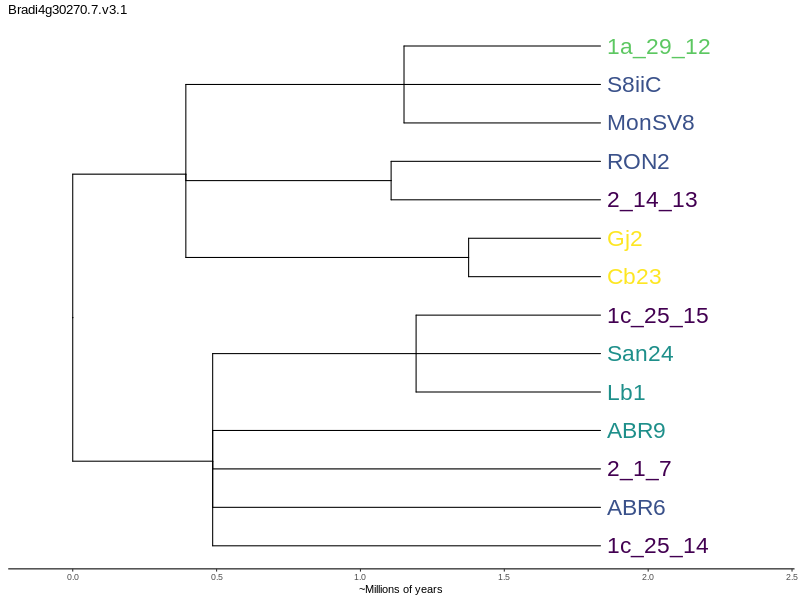 Bradi4g30270.7.v3.1
1a_29_12
S8iiC
MonSV8
RON2
2_14_13
Gj2
Cb23
1c_25_15
San24
Lb1
ABR9
2_1_7
ABR6
1c_25_14
0.0 0.5 1.0 1.5 2.0 2.5
~Millions of years